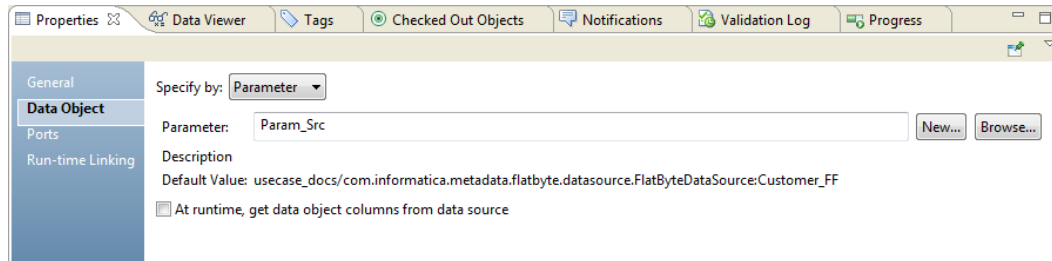 Properties Data Viewer Tags Checked Out Objects Notifications Validation Log Progress
General
Data Object
Ports
Run-time Linking
Specify by: Parameter
Parameter: Param_Src New... Browse...
Description
Default Value: usecase_docs/com.informatica.metadata.flatbyte.datasource.FlatByteDataSource:Customer_FF
At runtime, get data object columns from data source